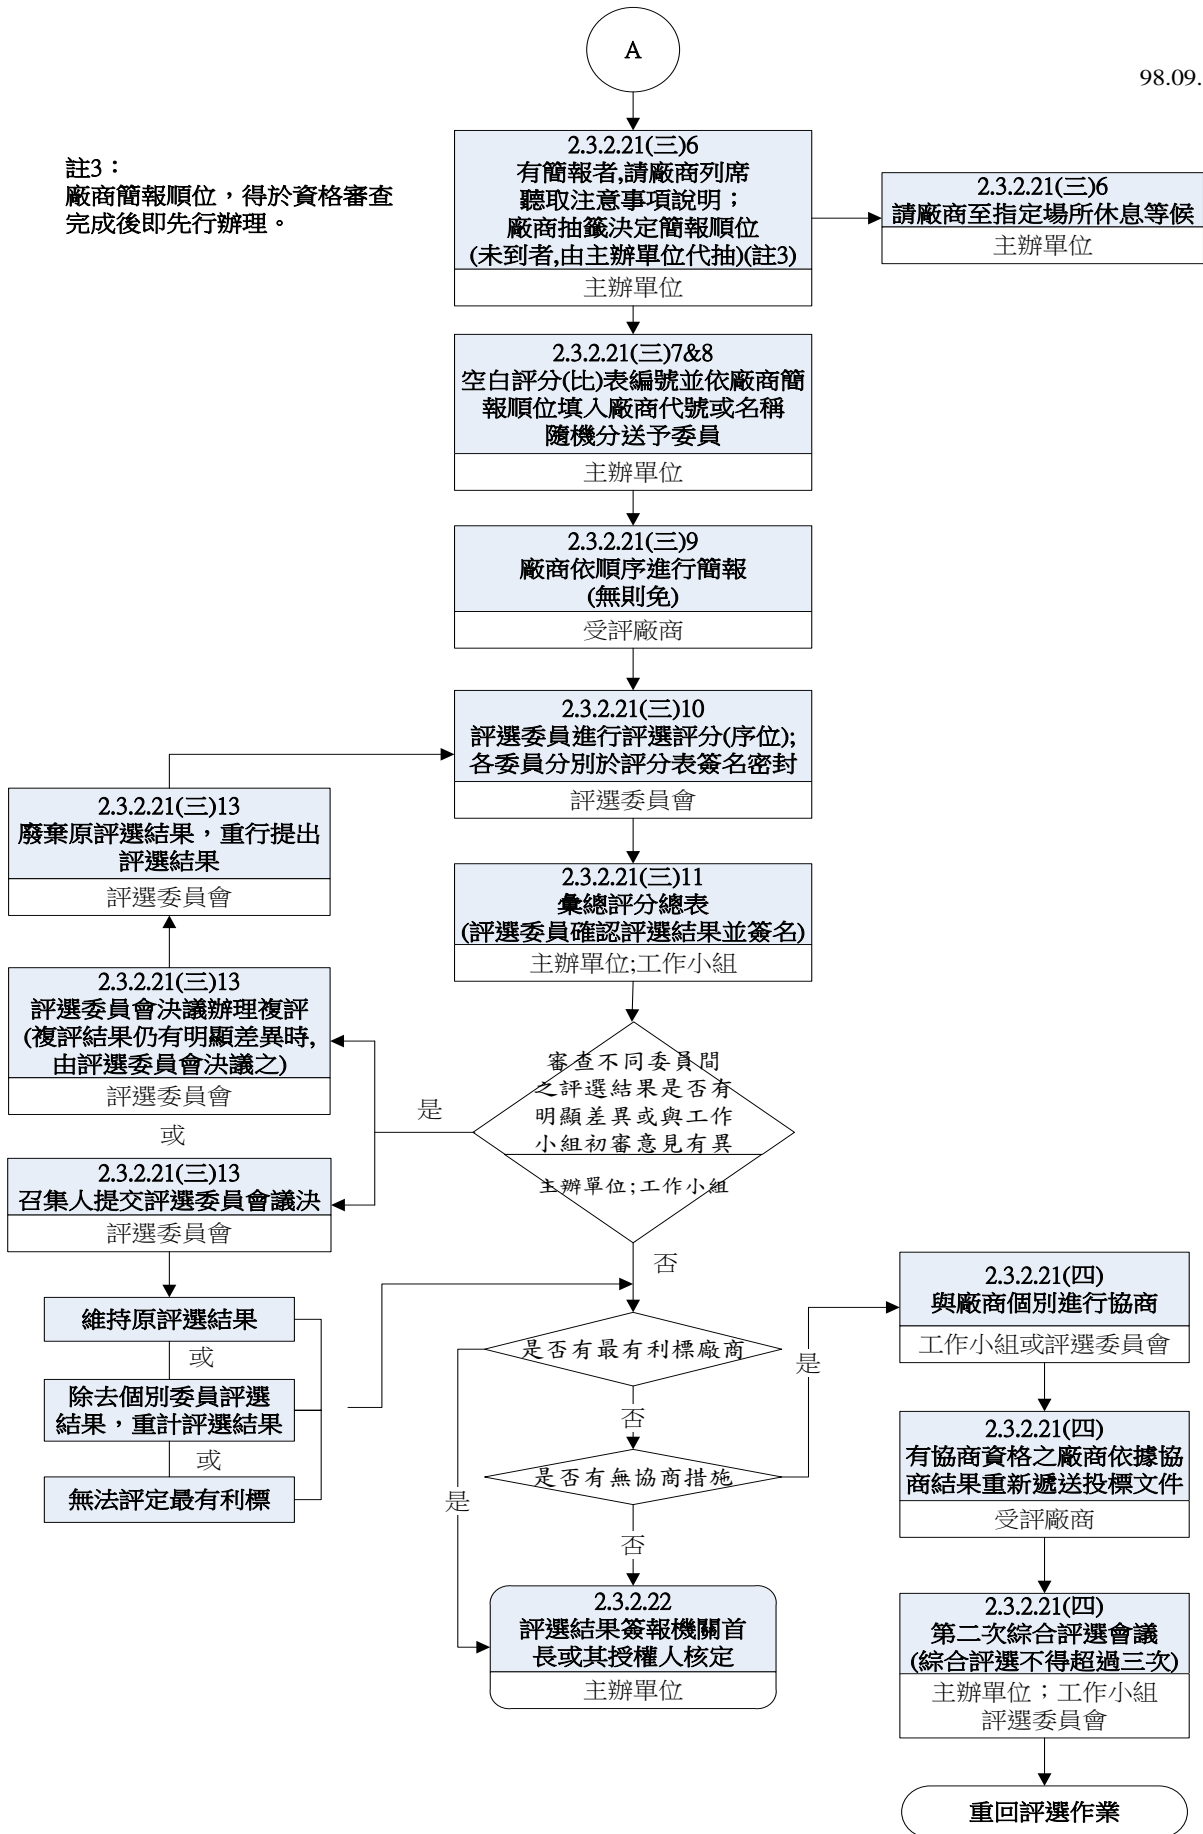 A
98.09.
註3：
廠商簡報順位，得於資格審查
完成後即先行辦理。
2.3.2.21(三)6
有簡報者,請廠商列席
聽取注意事項說明；
廠商抽籤決定簡報順位
(未到者,由主辦單位代抽)(註3)
主辦單位
2.3.2.21(三)6
請廠商至指定場所休息等候
主辦單位
2.3.2.21(三)7&8
空白評分(比)表編號並依廠商簡
報順位填入廠商代號或名稱
隨機分送予委員
主辦單位
2.3.2.21(三)9
廠商依順序進行簡報
(無則免)
受評廠商
2.3.2.21(三)10
評選委員進行評選評分(序位);
各委員分別於評分表簽名密封
評選委員會
2.3.2.21(三)13
廢棄原評選結果，重行提出
評選結果
評選委員會
2.3.2.21(三)11
彙總評分總表
(評選委員確認評選結果並簽名)
主辦單位;工作小組
2.3.2.21(三)13
評選委員會決議辦理複評
(複評結果仍有明顯差異時,
由評選委員會決議之)
評選委員會
或
是
審查不同委員間
之評選結果是否有
明顯差異或與工作
小組初審意見有異
主辦單位;工作小組
2.3.2.21(三)13
召集人提交評選委員會議決
評選委員會
否
維持原評選結果
或
除去個別委員評選
結果，重計評選結果
或
無法評定最有利標
是否有最有利標廠商
是
否
是否有無協商措施
是
否
2.3.2.22
評選結果簽報機關首
長或其授權人核定
主辦單位
2.3.2.21(四)
與廠商個別進行協商
工作小組或評選委員會
2.3.2.21(四)
有協商資格之廠商依據協
商結果重新遞送投標文件
受評廠商
2.3.2.21(四)
第二次綜合評選會議
(綜合評選不得超過三次)
主辦單位；工作小組
評選委員會
重回評選作業